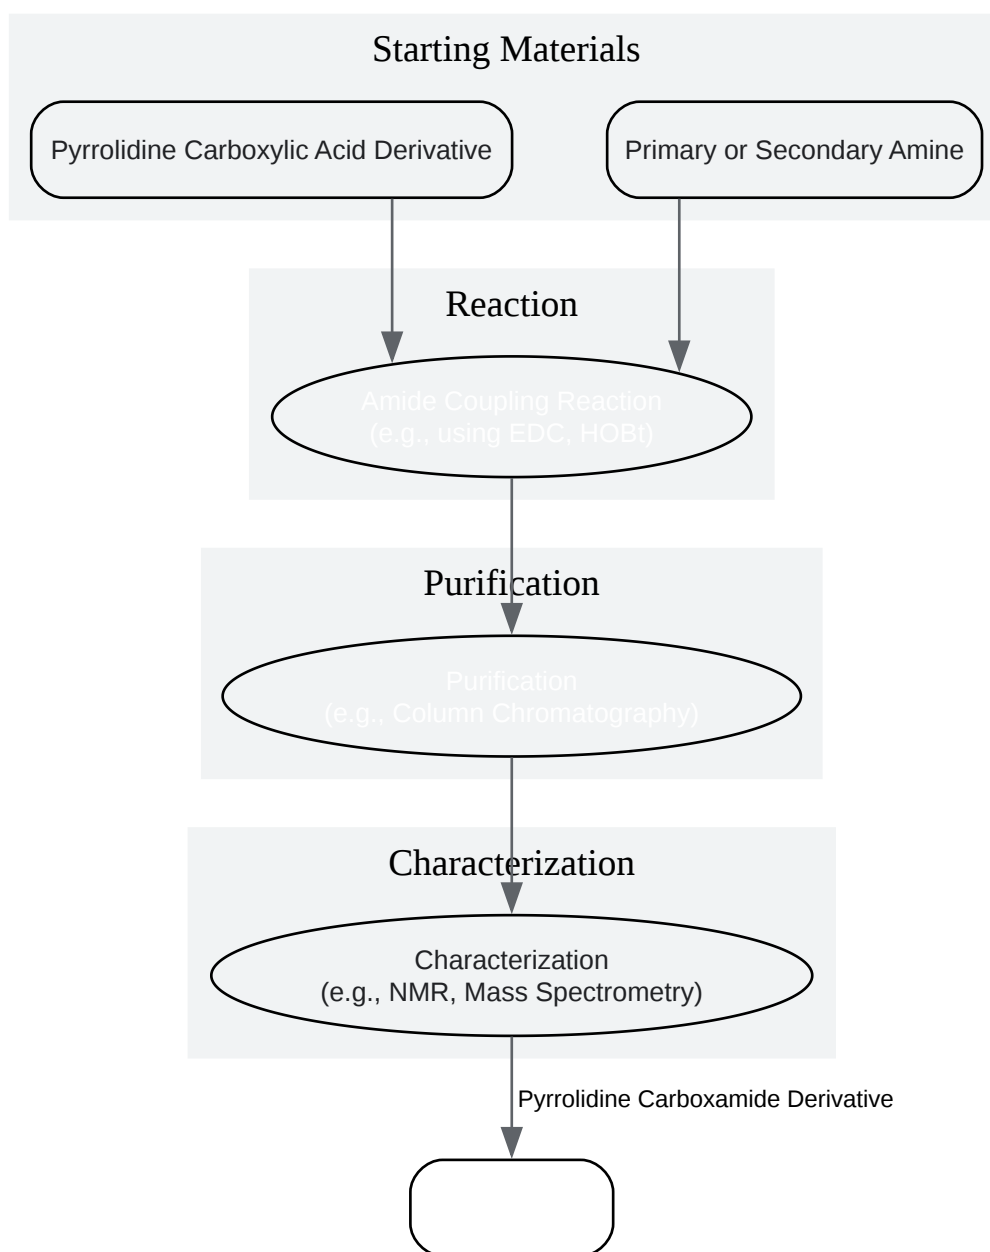 Starting Materials
Pyrrolidine Carboxylic Acid Derivative
Primary or Secondary Amine
Reaction
Amide Coupling Reaction
(e.g., using EDC, HOBt)
Purification
Purification
(e.g., Column Chromatography)
Characterization
Characterization
(e.g., NMR, Mass Spectrometry)
Pyrrolidine Carboxamide Derivative